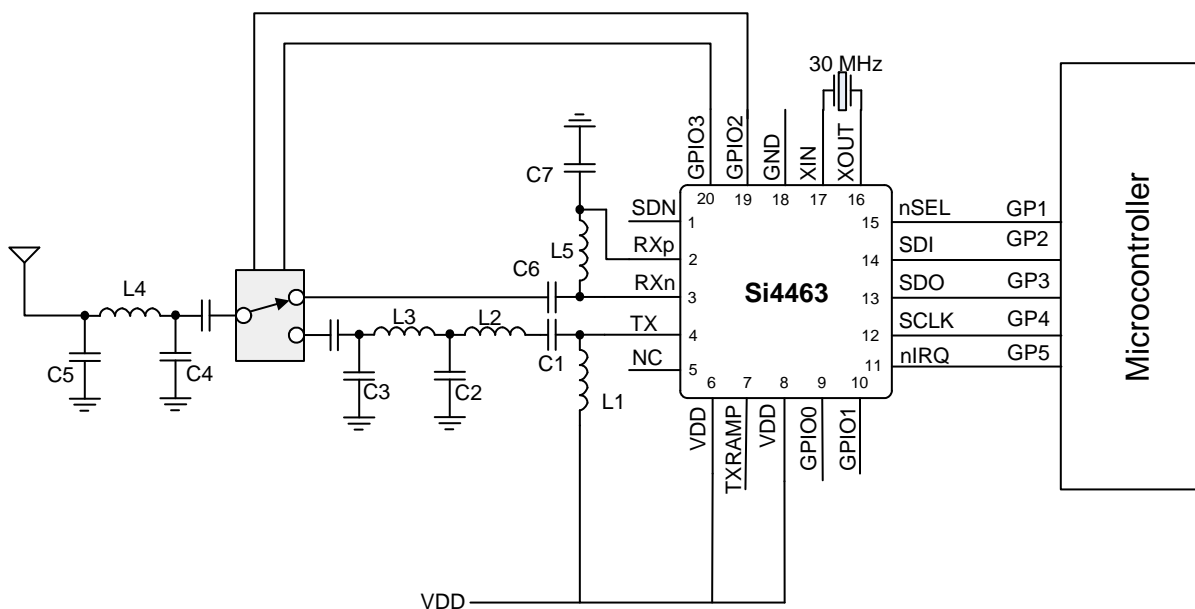 30 MHz
GPIO3
GPIO2
GND
XIN
XOUT
C7
20
19
18
17
16
SDN
1
15
nSEL
GP1
L5
RXp
2
14
SDI
GP2
C6
RXn
3
Si4463
13
SDO
GP3
L4
L3
L2
TX
4
12
SCLK
GP4
C1
NC
5
11
nIRQ
GP5
Microcontroller
C5
C4
C3
C2
L1
6
7
8
9
10
VDD
TXRAMP
VDD
GPIO0
GPIO1
VDD